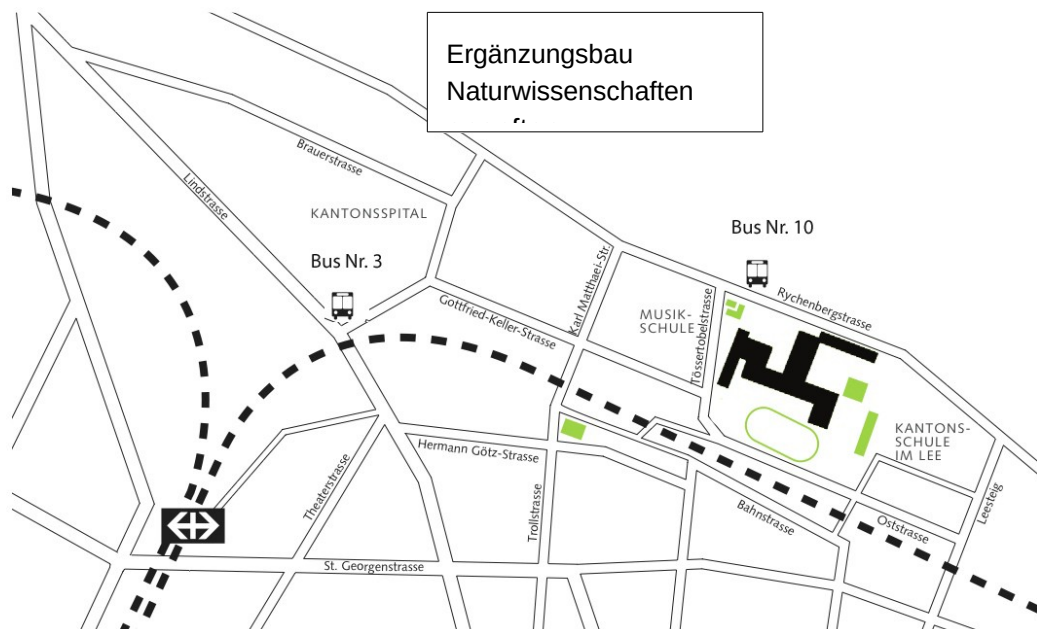 Ergänzungsbau
Naturwissenschaften
Brauerstrasse
Lindstrasse
KANTONSSPITAL
Bus Nr. 10
Bus Nr. 3
Karl Matthaei-Str.
Gottfried-Keller-Strasse
MUSIK-
SCHULE
Tössertobelstrasse
Rychenbergstrasse
KANTONS-
SCHULE
IM LEE
Hermann Götz-Strasse
Theaterstrasse
Trollstrasse
Bahnstrasse
Oststrasse
Leesteig
St. Georgenstrasse